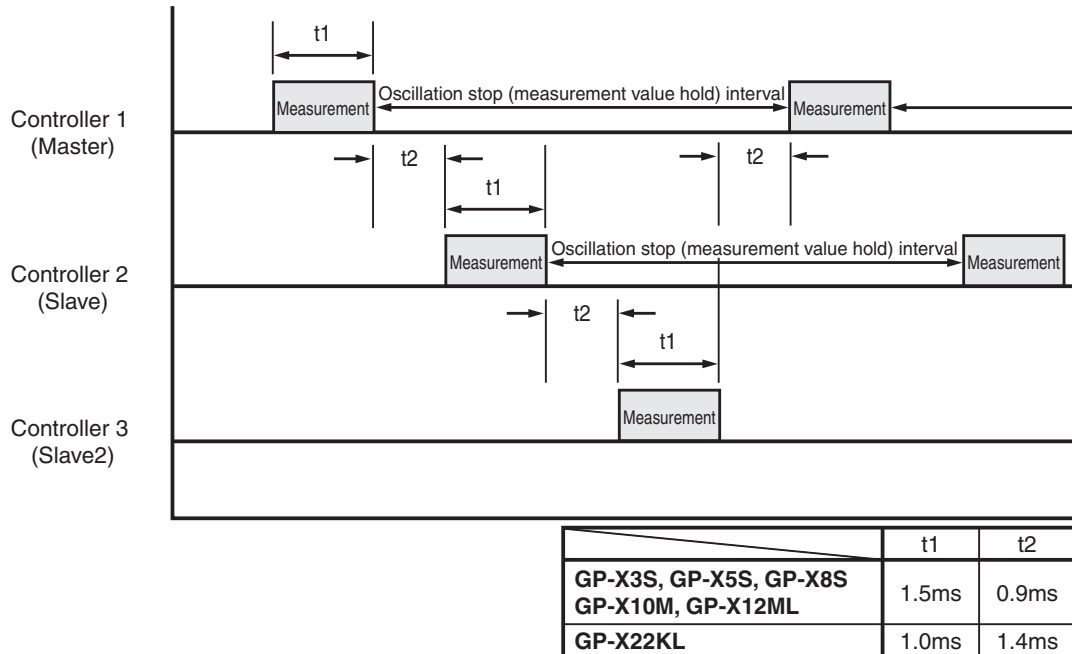 t1
Controller 1
(Master)
Measurement
Oscillation stop (measurement value hold) interval
Measurement
t2
t2
t1
Controller 2
(Slave)
Measurement
Oscillation stop (measurement value hold) interval
Measurement
t2
t1
Controller 3
(Slave2)
Measurement
t1 t2
GP-X3S, GP-X5S, GP-X8S
GP-X10M, GP-X12ML
1.5ms 0.9ms
GP-X22KL 1.0ms 1.4ms